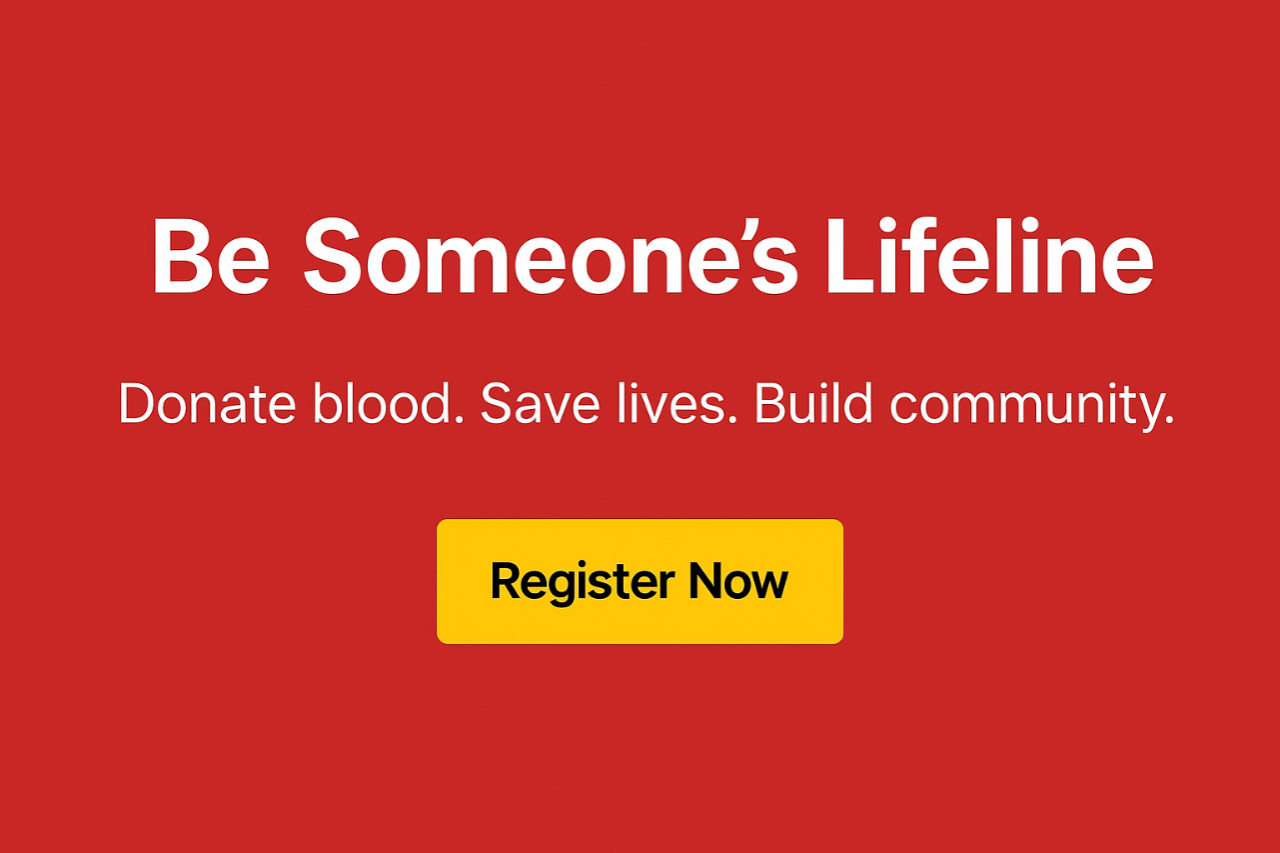 Be Someone’s Lifeline
Donate blood. Save lives. Build community.
Register Now